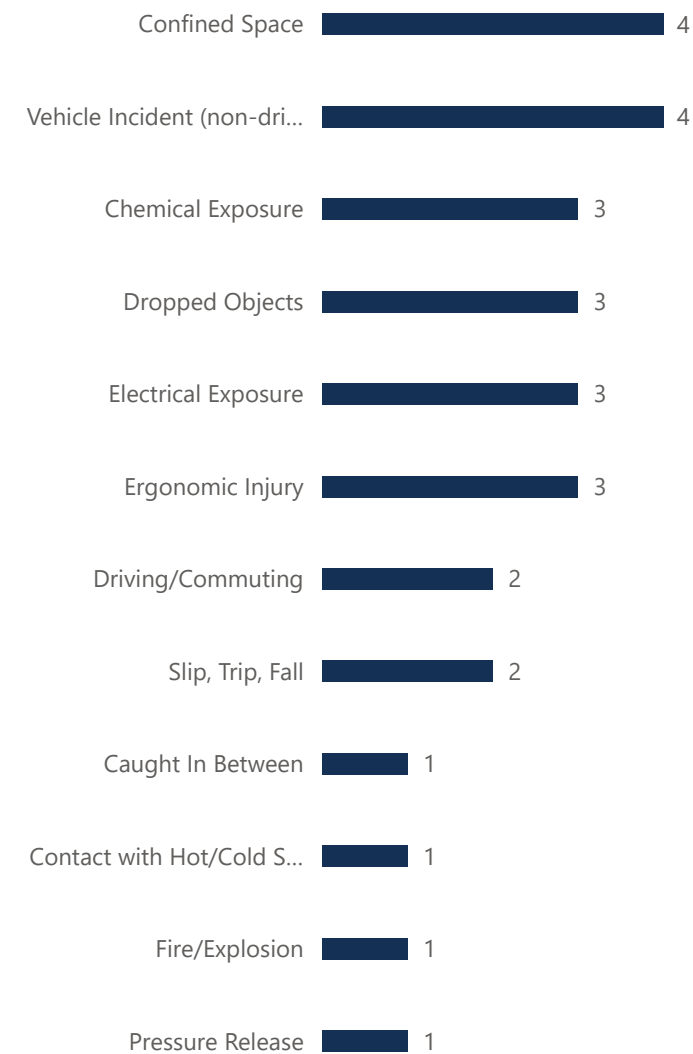 Confined Space 4
Vehicle Incident (non-dri... 4
Chemical Exposure 3
Dropped Objects 3
Electrical Exposure 3
Ergonomic Injury 3
Driving/Commuting 2
Slip, Trip, Fall 2
Caught In Between 1
Contact with Hot/Cold S... 1
Fire/Explosion 1
Pressure Release 1